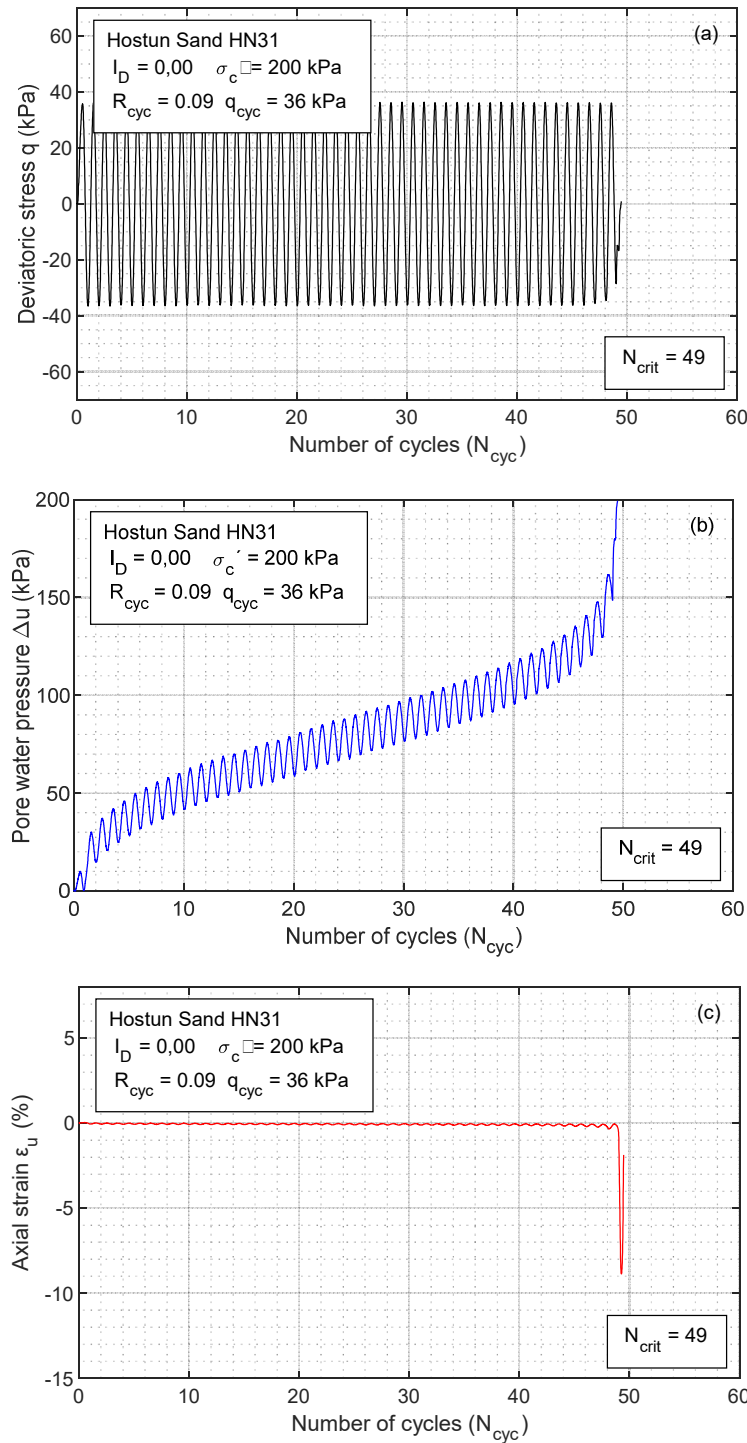 60
40
20
0
-20
-40
-60
Deviatoric stress q (kPa)
Hostun Sand HN31
I_D = 0,00 σ_c□= 200 kPa
R_cyc = 0.09 q_cyc = 36 kPa
(a)
N_crit = 49
0 10 20 30 40 50 60
Number of cycles (N_cyc)
200
150
100
50
0
Pore water pressure Δu (kPa)
Hostun Sand HN31
I_D = 0,00 σ_c´ = 200 kPa
R_cyc = 0.09 q_cyc = 36 kPa
(b)
N_crit = 49
0 10 20 30 40 50 60
Number of cycles (N_cyc)
5
0
-5
-10
-15
Axial strain ε_u (%)
Hostun Sand HN31
I_D = 0,00 σ_c□= 200 kPa
R_cyc = 0.09 q_cyc = 36 kPa
(c)
N_crit = 49
0 10 20 30 40 50 60
Number of cycles (N_cyc)